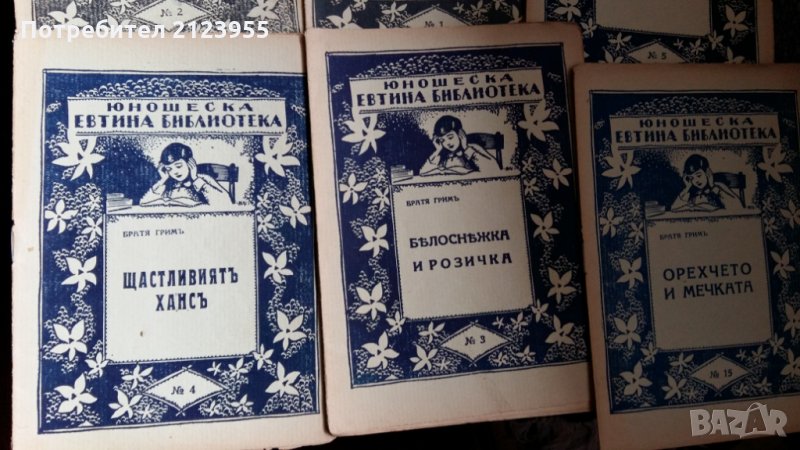 Потребител 2123955
№ 2
№ 1
№ 5
ЮНОШЕСКА
ЕВТИНА БИБЛИОТЕКА
БРАТЯ ГРИМЪ
ЩАСТЛИВИЯТЪ
ХАНСЪ
№ 4
ЮНОШЕСКА
ЕВТИНА БИБЛИОТЕКА
БРАТЯ ГРИМЪ
БѢЛОСНѢЖКА
И РОЗИЧКА
№ 3
ЮНОШЕСКА
ЕВТИНА БИБЛИОТЕКА
БРАТЯ ГРИМЪ
ОРЕХЧЕТО
И МЕЧКАТА
№ 15
BAZAR